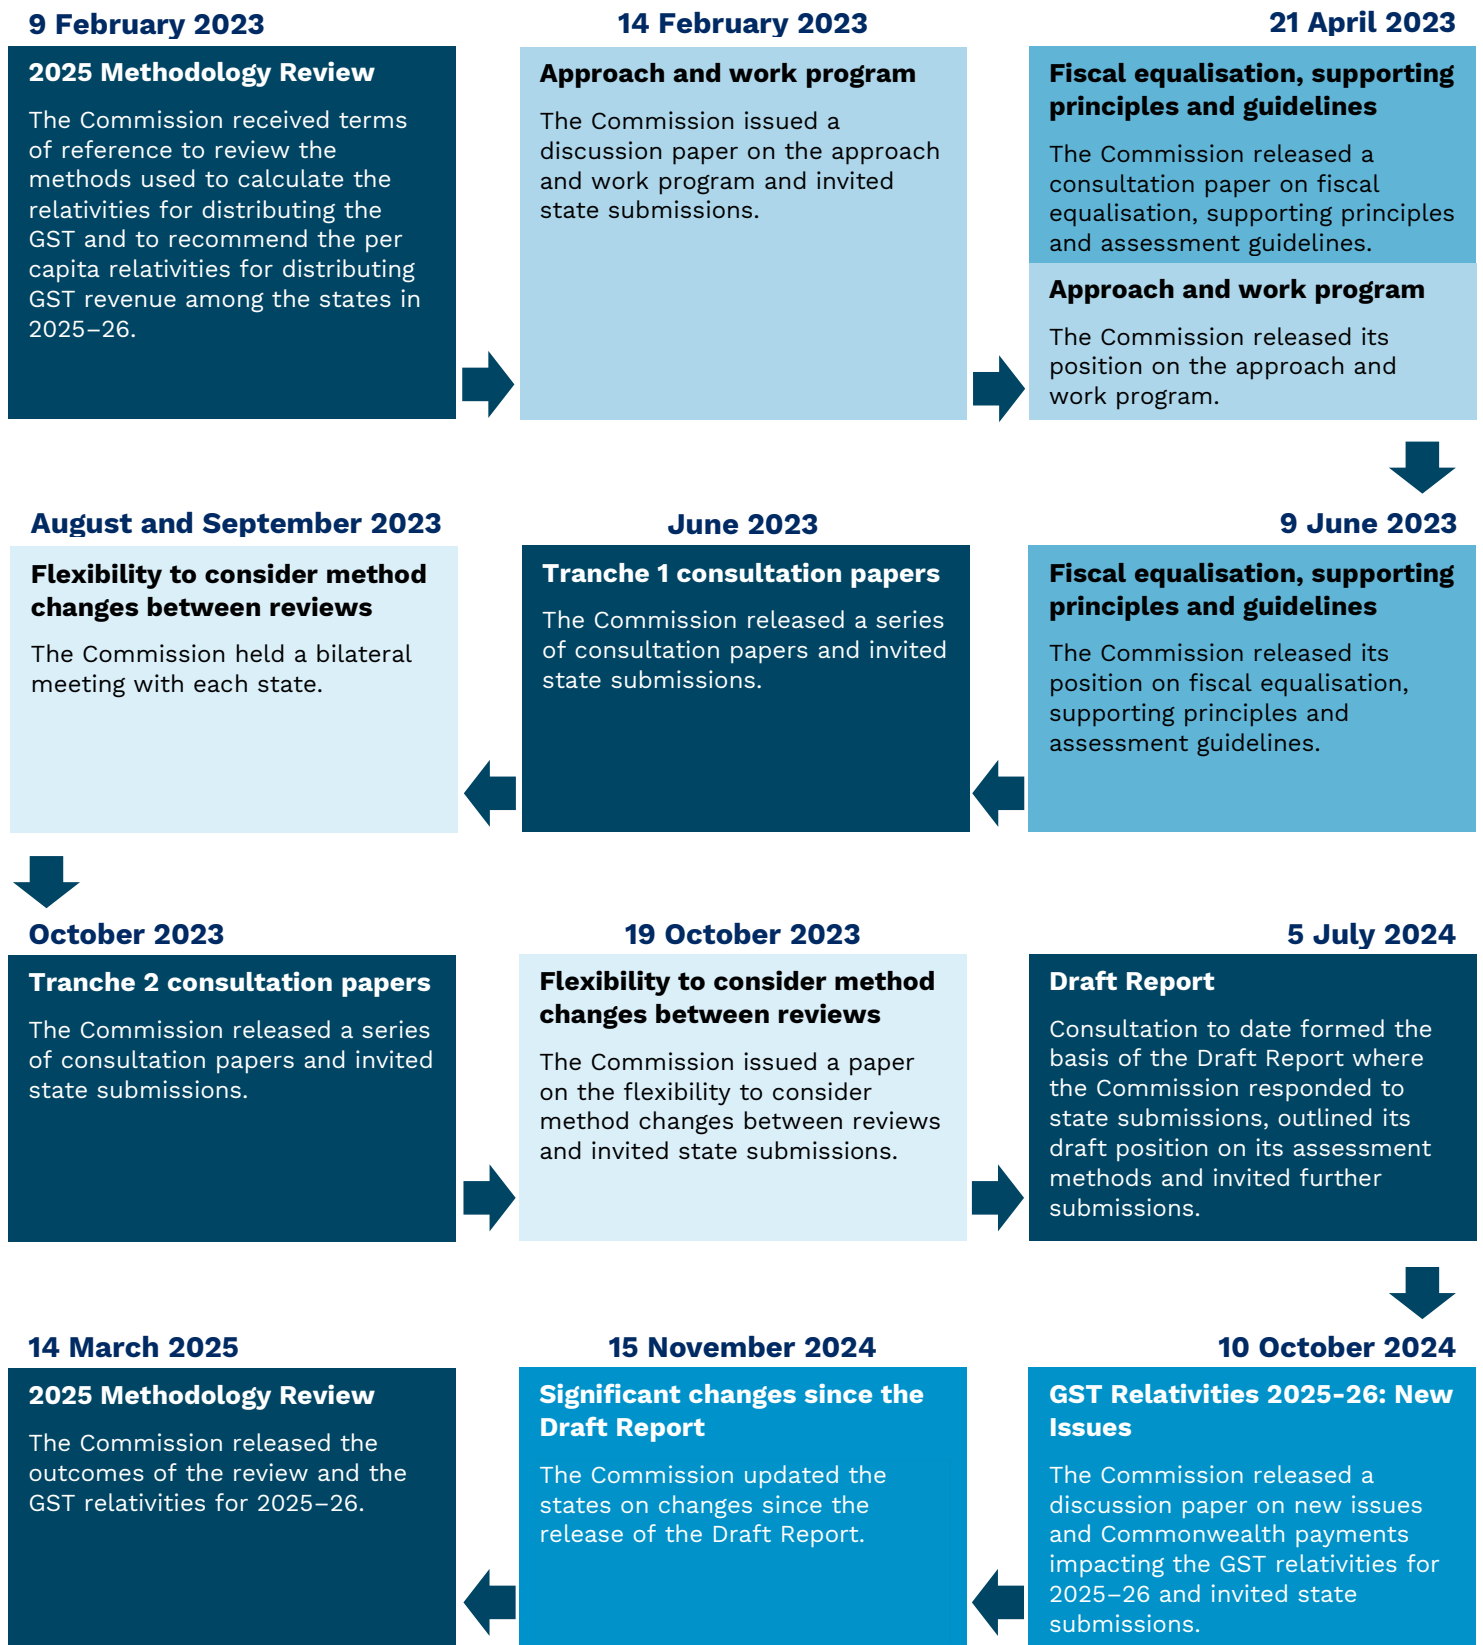 9 February 2023
2025 Methodology Review
The Commission received terms
of reference to review the
methods used to calculate the
relativities for distributing the
GST and to recommend the per
capita relativities for distributing
GST revenue among the states in
2025–26.
14 February 2023
Approach and work program
The Commission issued a
discussion paper on the approach
and work program and invited
state submissions.
21 April 2023
Fiscal equalisation, supporting
principles and guidelines
The Commission released a
consultation paper on fiscal
equalisation, supporting principles
and assessment guidelines.
Approach and work program
The Commission released its
position on the approach and
work program.
9 June 2023
Fiscal equalisation, supporting
principles and guidelines
The Commission released its
position on fiscal equalisation,
supporting principles and
assessment guidelines.
June 2023
Tranche 1 consultation papers
The Commission released a series
of consultation papers and invited
state submissions.
August and September 2023
Flexibility to consider method
changes between reviews
The Commission held a bilateral
meeting with each state.
October 2023
Tranche 2 consultation papers
The Commission released a series
of consultation papers and invited
state submissions.
19 October 2023
Flexibility to consider method
changes between reviews
The Commission issued a paper
on the flexibility to consider
method changes between reviews
and invited state submissions.
5 July 2024
Draft Report
Consultation to date formed the
basis of the Draft Report where
the Commission responded to
state submissions, outlined its
draft position on its assessment
methods and invited further
submissions.
10 October 2024
GST Relativities 2025-26: New
Issues
The Commission released a
discussion paper on new issues
and Commonwealth payments
impacting the GST relativities for
2025–26 and invited state
submissions.
15 November 2024
Significant changes since the
Draft Report
The Commission updated the
states on changes since the
release of the Draft Report.
14 March 2025
2025 Methodology Review
The Commission released the
outcomes of the review and the
GST relativities for 2025–26.